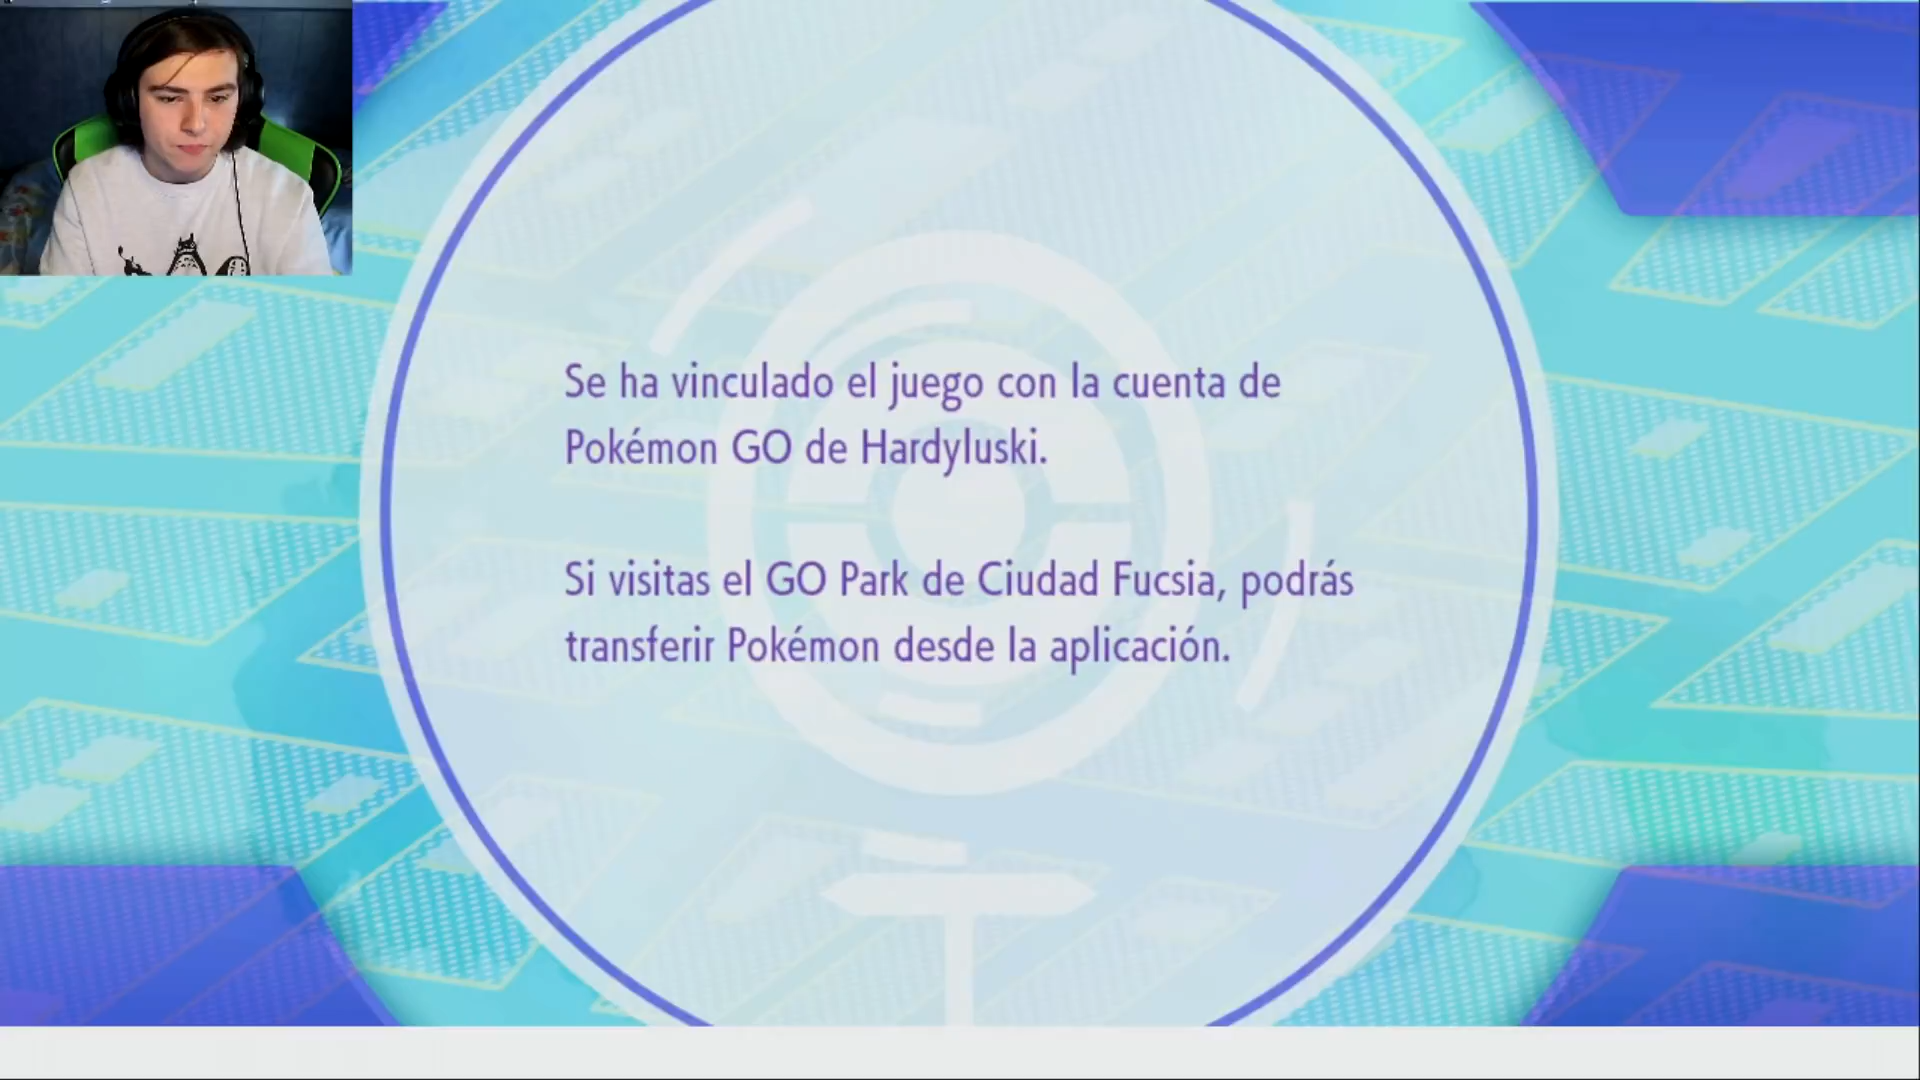 Se ha vinculado el juego con la cuenta de
Pokémon GO de Hardyluski.
Si visitas el GO Park de Ciudad Fucsia, podrás
transferir Pokémon desde la aplicación.